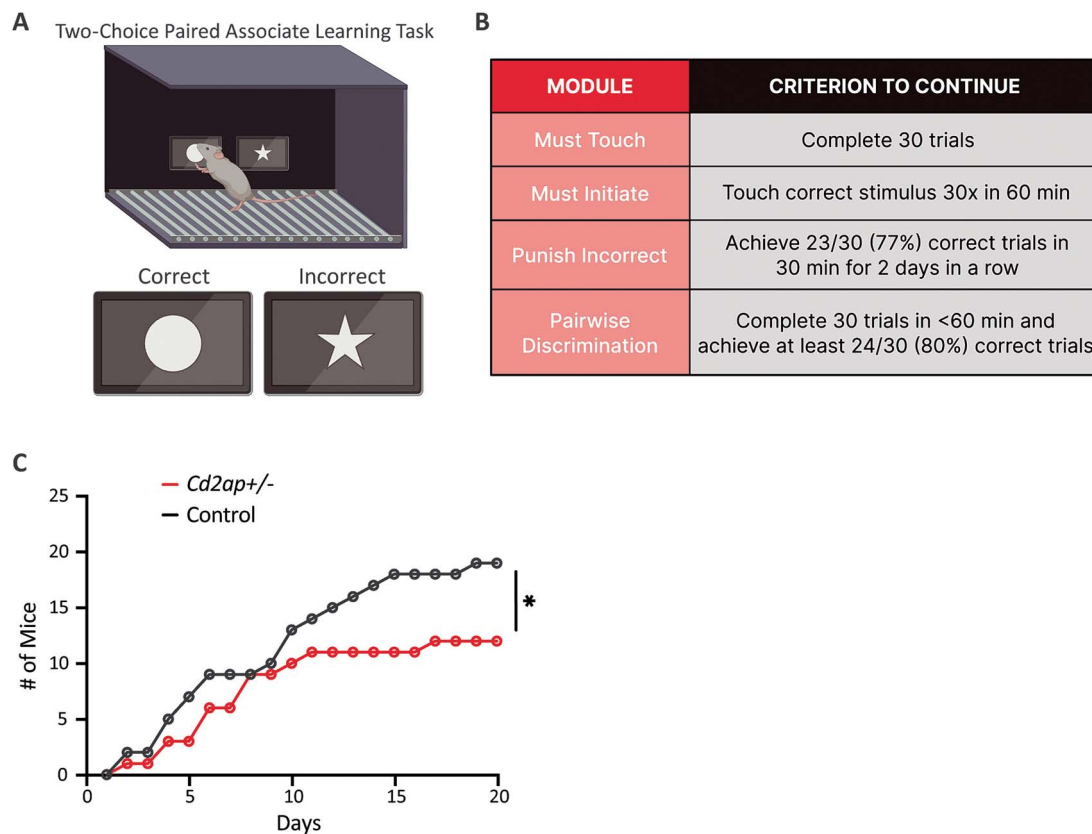 A
Two-Choice Paired Associate Learning Task
Correct
Incorrect
B
MODULE
CRITERION TO CONTINUE
Must Touch
Complete 30 trials
Must Initiate
Touch correct stimulus 30x in 60 min
Punish Incorrect
Achieve 23/30 (77%) correct trials in
30 min for 2 days in a row
Pairwise
Discrimination
Complete 30 trials in <60 min and
achieve at least 24/30 (80%) correct trials
C
Cd2ap+/-
Control
# of Mice
25
20
15
10
5
0
0
5
10
15
20
Days
*